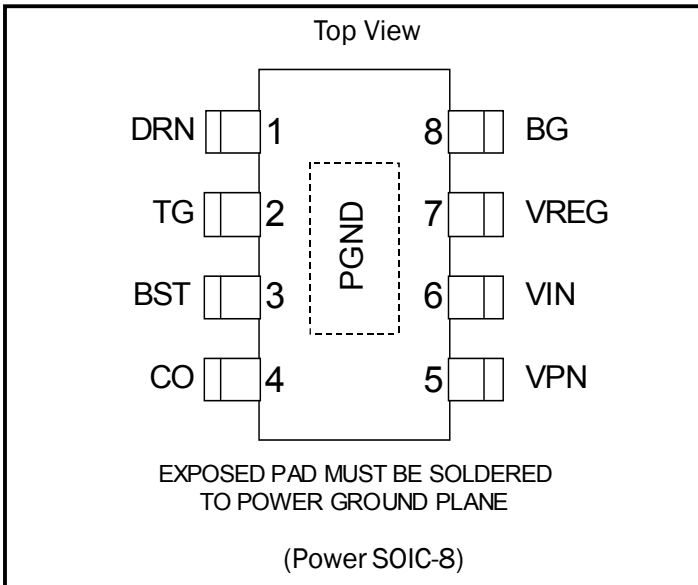 Top View
DRN 1 8 BG
TG 2 7 VREG
BST 3 6 VIN
CO 4 5 VPN
PGND
EXPOSED PAD MUST BE SOLDERED
TO POWER GROUND PLANE
(Power SOIC-8)